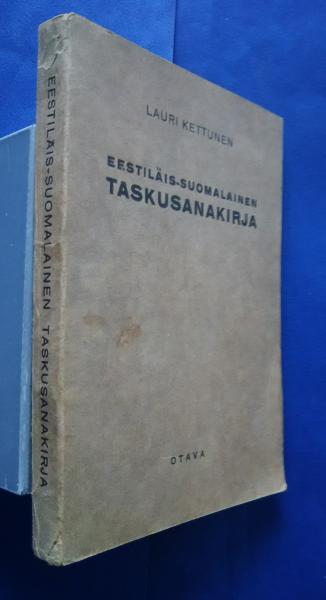 EESTILÄIS-SUOMALAINEN TASKUSANAKIRJA
LAURI KETTUNEN
EESTILÄIS-SUOMALAINEN
TASKUSANAKIRJA
OTAVA